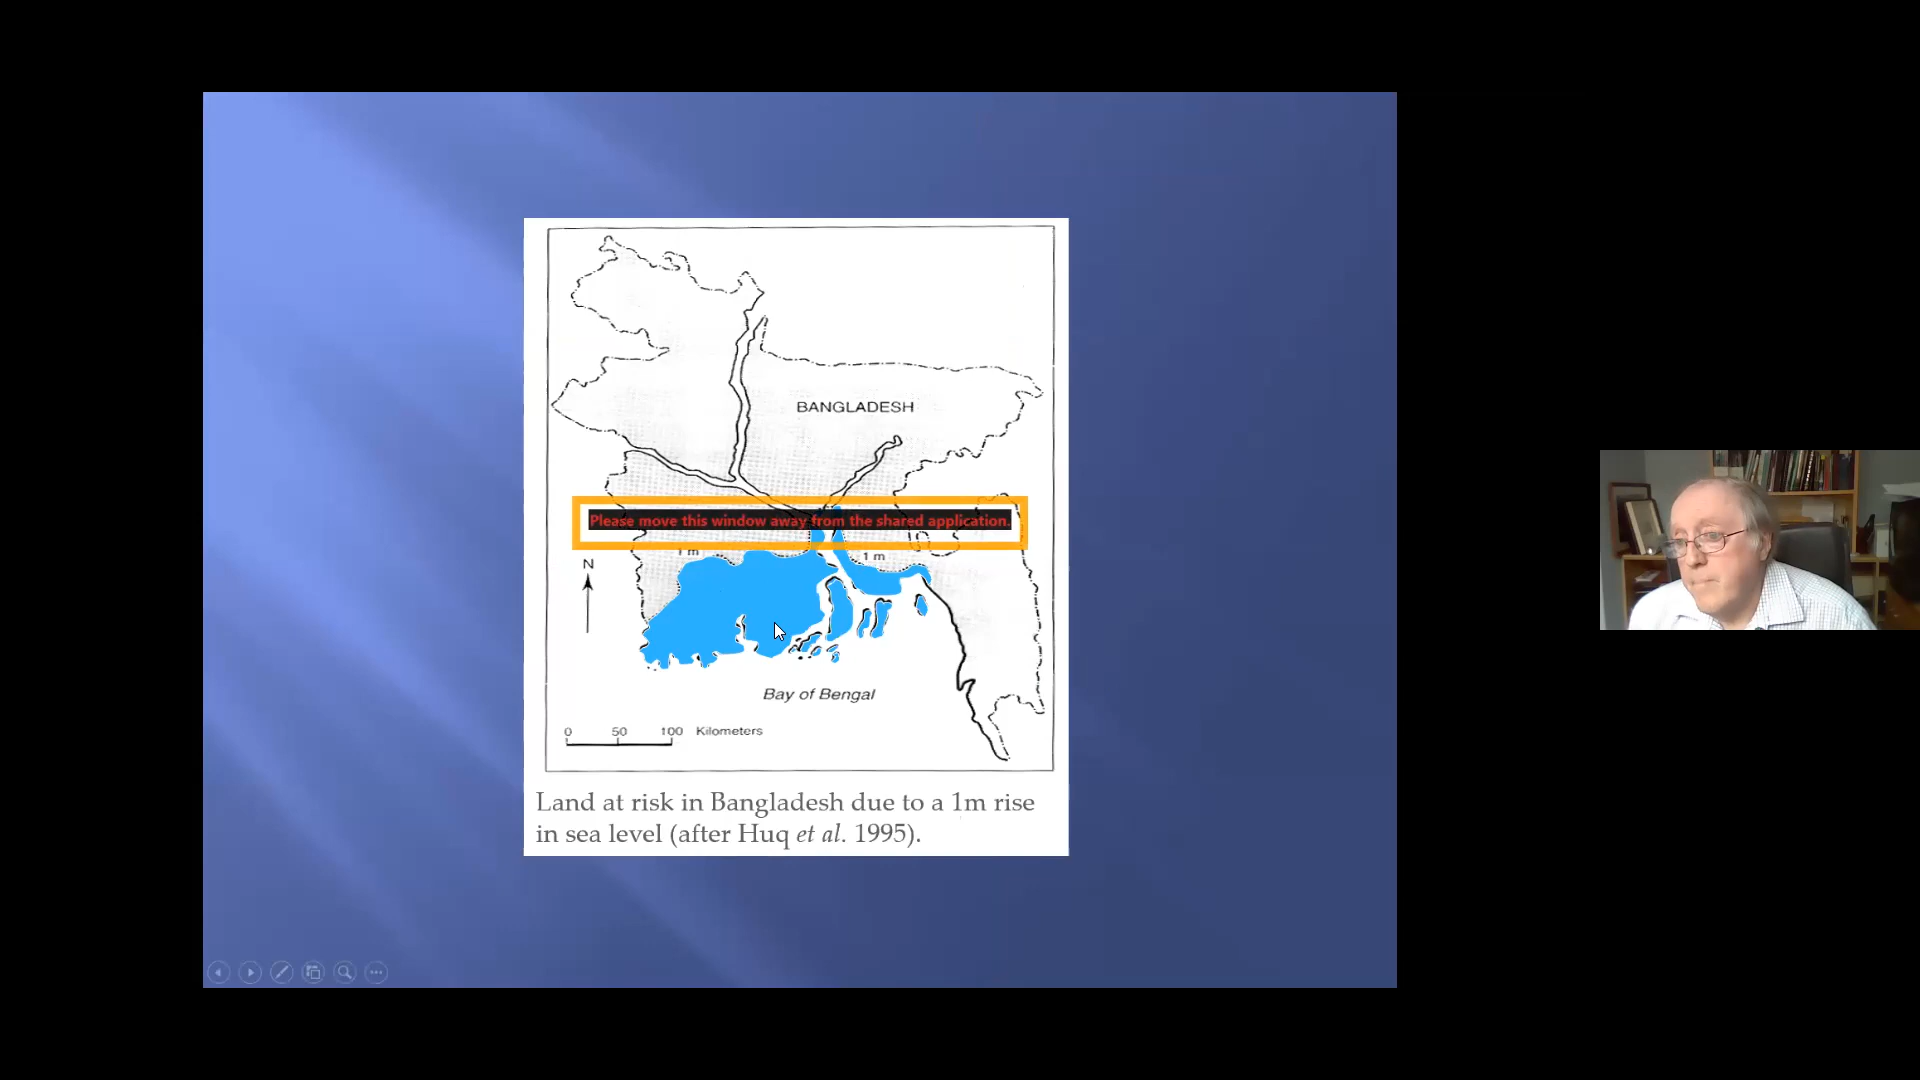 BANGLADESH
Please move this window away from the shared application.
1 m
1 m
N
Bay of Bengal
0 50 100 Kilometers
Land at risk in Bangladesh due to a 1m rise
in sea level (after Huq et al. 1995).